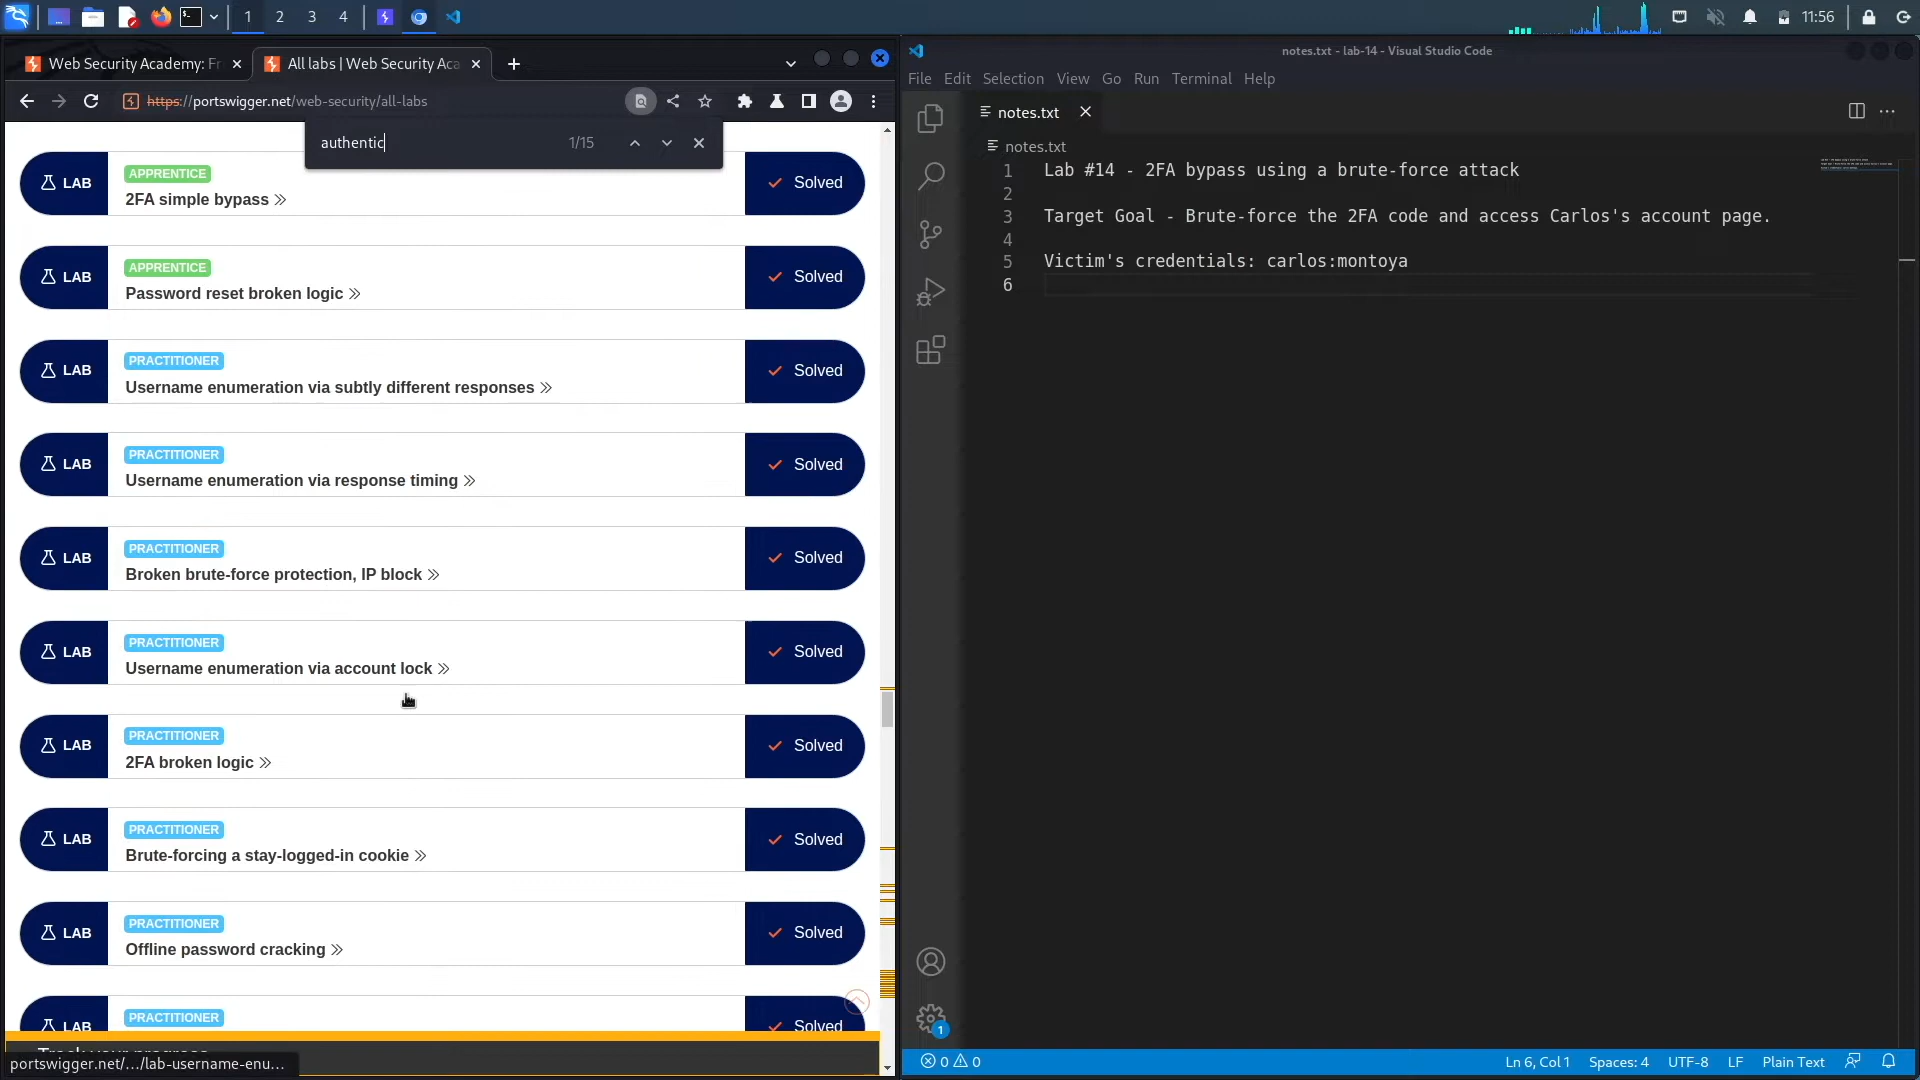 1
2
3
4
11:56
Web Security Academy: Fr
All labs | Web Security Aca
https://portswigger.net/web-security/all-labs
authentic
1/15
LAB
APPRENTICE
2FA simple bypass
Solved
LAB
APPRENTICE
Password reset broken logic
Solved
LAB
PRACTITIONER
Username enumeration via subtly different responses
Solved
LAB
PRACTITIONER
Username enumeration via response timing
Solved
LAB
PRACTITIONER
Broken brute-force protection, IP block
Solved
LAB
PRACTITIONER
Username enumeration via account lock
Solved
LAB
PRACTITIONER
2FA broken logic
Solved
LAB
PRACTITIONER
Brute-forcing a stay-logged-in cookie
Solved
LAB
PRACTITIONER
Offline password cracking
Solved
LAB
PRACTITIONER
Solved
Track your progress
portswigger.net/…/lab-username-enu…
notes.txt - lab-14 - Visual Studio Code
File Edit Selection View Go Run Terminal Help
notes.txt
notes.txt
1 Lab #14 - 2FA bypass using a brute-force attack
2
3 Target Goal - Brute-force the 2FA code and access Carlos's account page.
4
5 Victim's credentials: carlos:montoya
6
1
0 0
Ln 6, Col 1 Spaces: 4 UTF-8 LF Plain Text